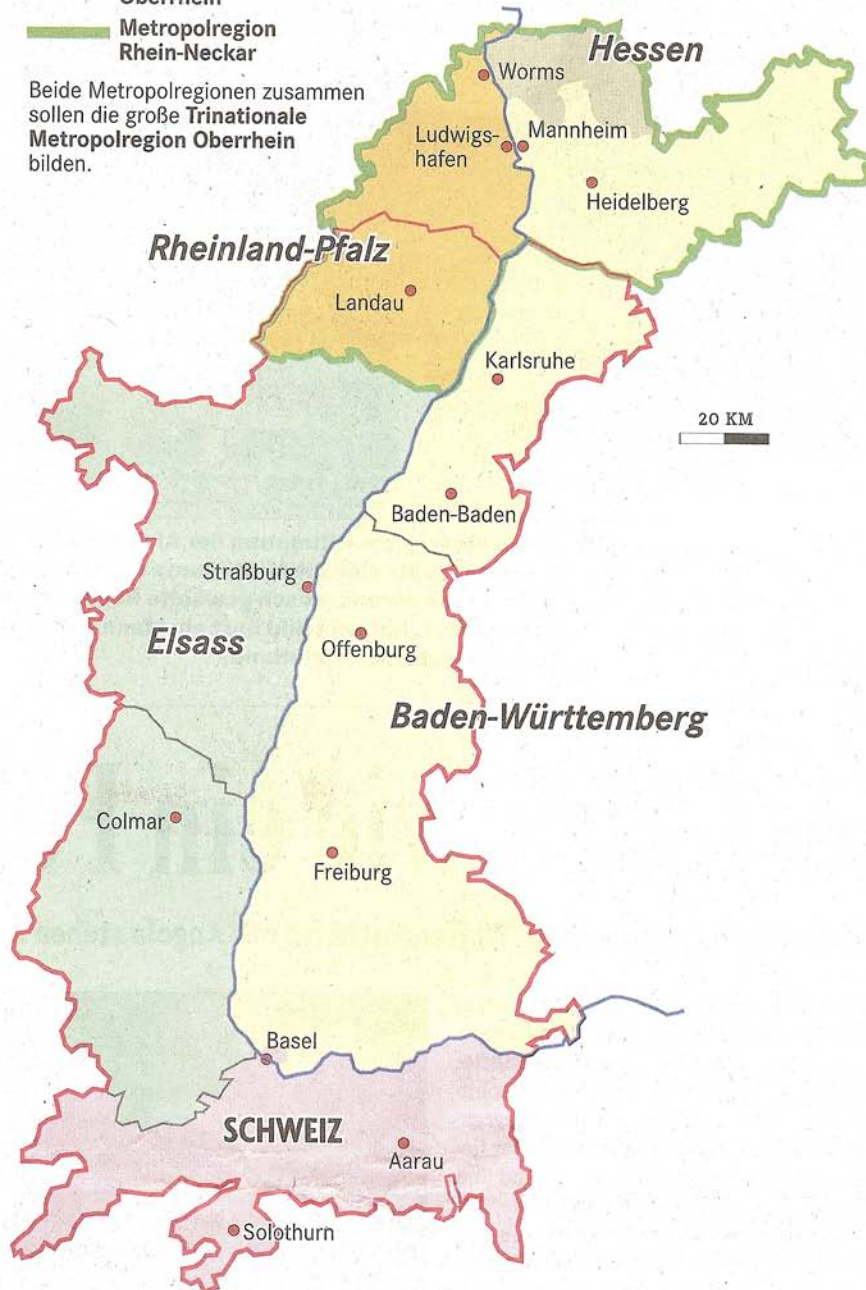 Oberrhein
Metropolregion
Rhein-Neckar
Beide Metropolregionen zusammen
sollen die große Trinationale
Metropolregion Oberrhein
bilden.
Hessen
Worms
Ludwigs-
hafen
Mannheim
Heidelberg
Rheinland-Pfalz
Landau
Karlsruhe
20 KM
Baden-Baden
Straßburg
Elsass
Offenburg
Baden-Württemberg
Colmar
Freiburg
Basel
SCHWEIZ
Aarau
Solothurn